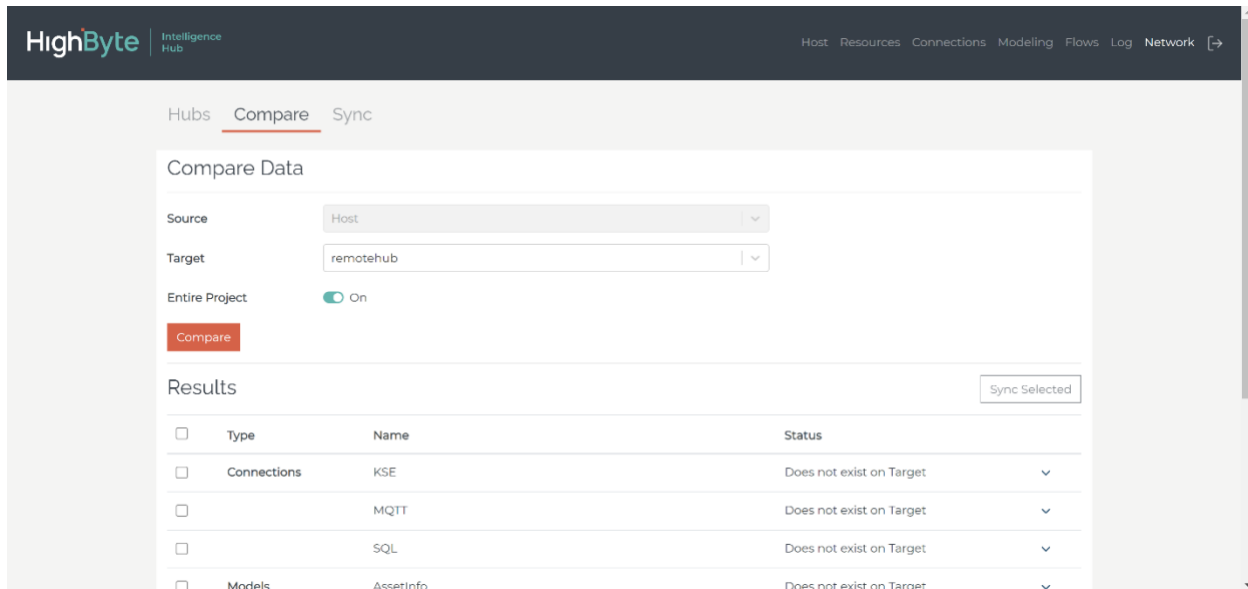 HighByte Intelligence Hub
Host Resources Connections Modeling Flows Log Network
Hubs Compare Sync
Compare Data
Source Host
Target remotehub
Entire Project On
Compare
Results Sync Selected
Type Name Status
Connections KSE Does not exist on Target
MQTT Does not exist on Target
SQL Does not exist on Target
Models AssetInfo Does not exist on Target